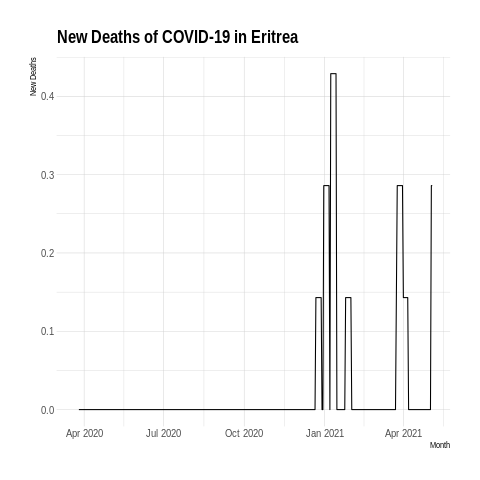 New Deaths of COVID-19 in Eritrea
New Deaths
0.4
0.3
0.2
0.1
0.0
Apr 2020 Jul 2020 Oct 2020 Jan 2021 Apr 2021
Month